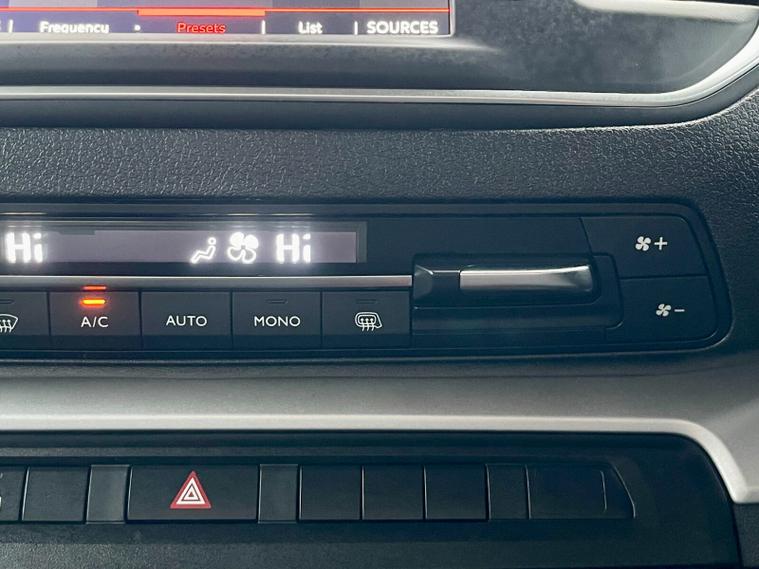 Frequency Presets List SOURCES
Hi Hi
A/C AUTO MONO